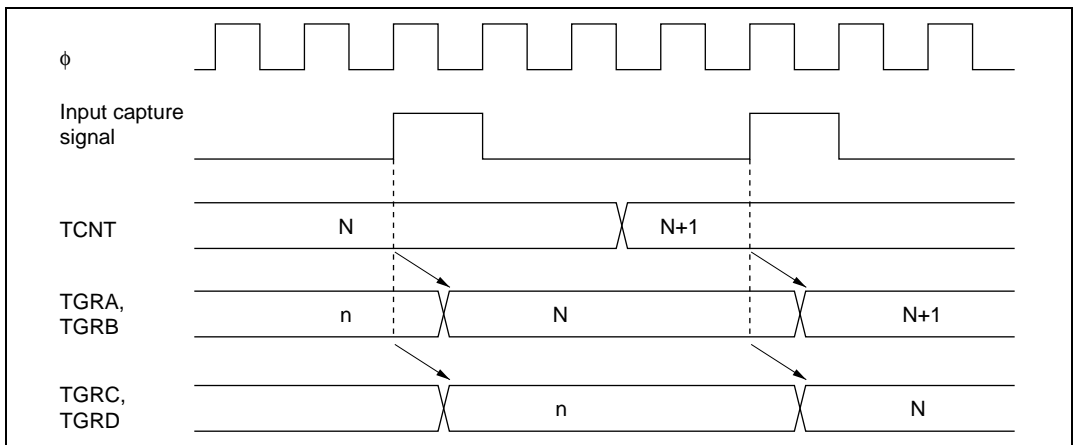 ϕ
Input capture
signal
TCNT
N
N+1
TGRA,
TGRB
n
N
N+1
TGRC,
TGRD
n
N